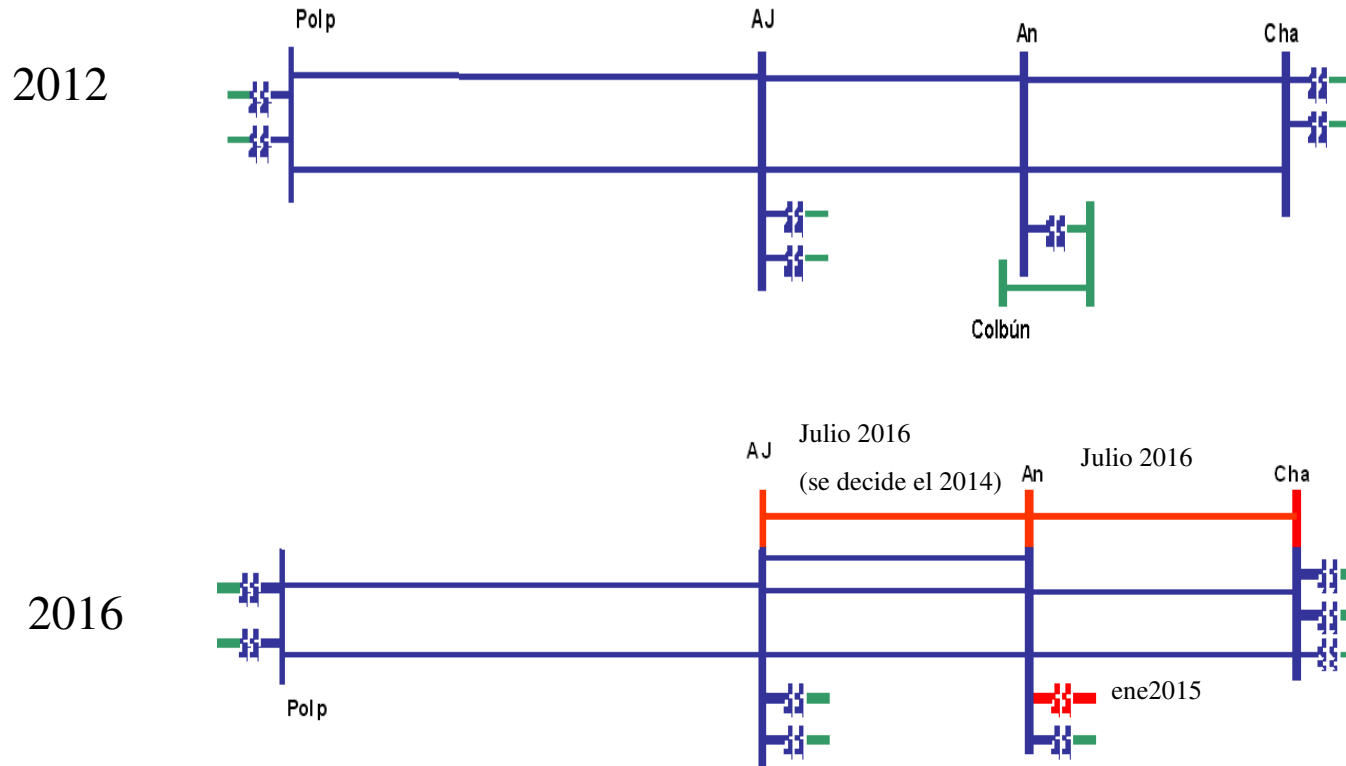 Polp
AJ
An
Cha
2012
Colbún
AJ
Julio 2016
(se decide el 2014)
An
Julio 2016
Cha
2016
Polp
ene2015